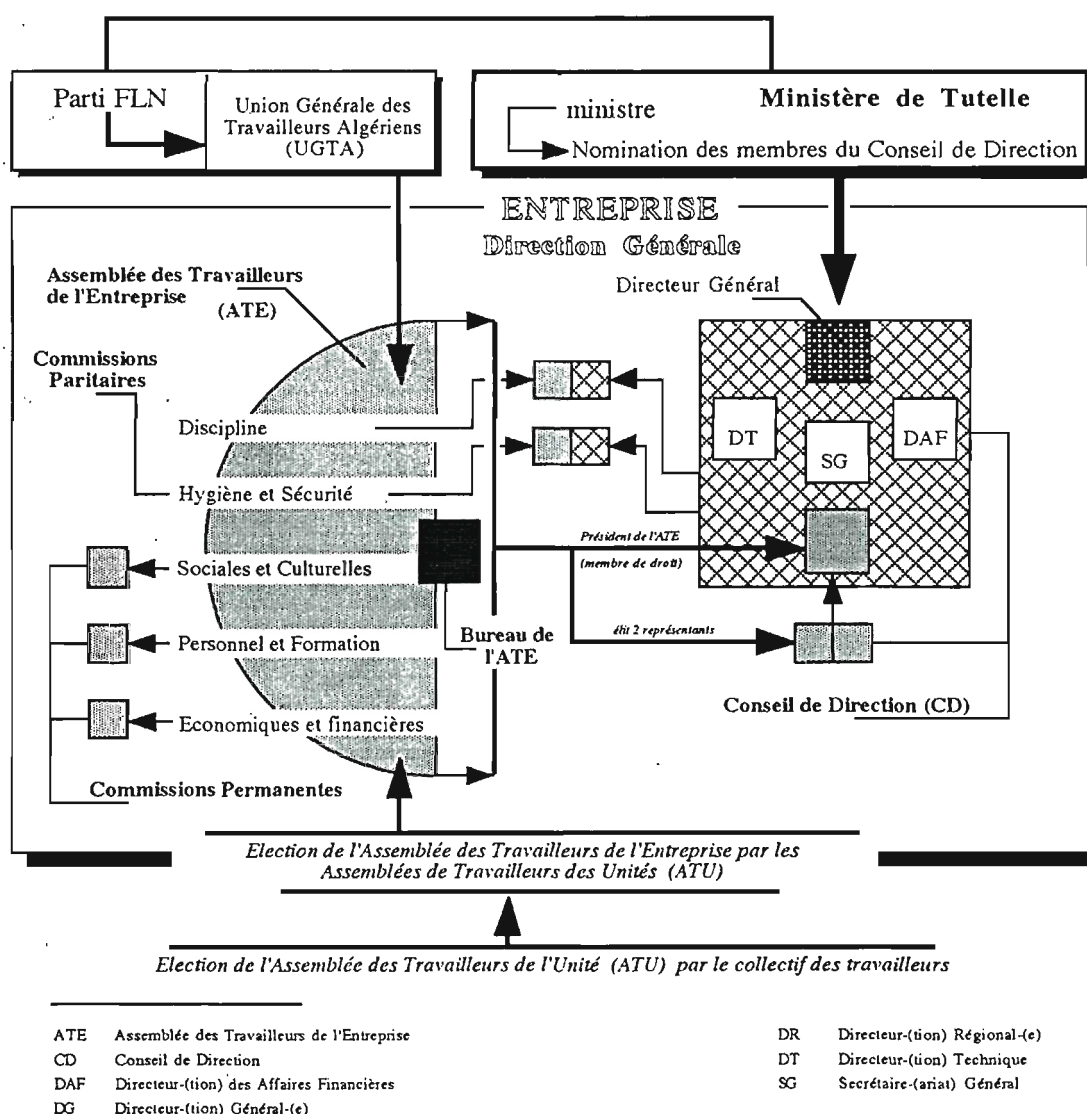 Parti FLN
Union Générale des
Travailleurs Algériens
(UGTA)
Ministère de Tutelle
ministre
Nomination des membres du Conseil de Direction
ENTREPRISE
Direction Générale
Assemblée des Travailleurs
de l'Entreprise
(ATE)
Directeur Général
Commissions
Paritaires
Discipline
Hygiène et Sécurité
DT
SG
DAF
Sociales et Culturelles
Président de l'ATE
(membre de droit)
Personnel et Formation
Bureau de
l'ATE
élit 2 représentants
Economiques et financières
Conseil de Direction (CD)
Commissions Permanentes
Election de l'Assemblée des Travailleurs de l'Entreprise par les
Assemblées de Travailleurs des Unités (ATU)
Election de l'Assemblée des Travailleurs de l'Unité (ATU) par le collectif des travailleurs
ATE Assemblée des Travailleurs de l'Entreprise
CD Conseil de Direction
DAF Directeur-(tion) des Affaires Financières
DG Directeur-(tion) Général-(e)
DR Directeur-(tion) Régional-(e)
DT Directeur-(tion) Technique
SG Secrétaire-(ariat) Général